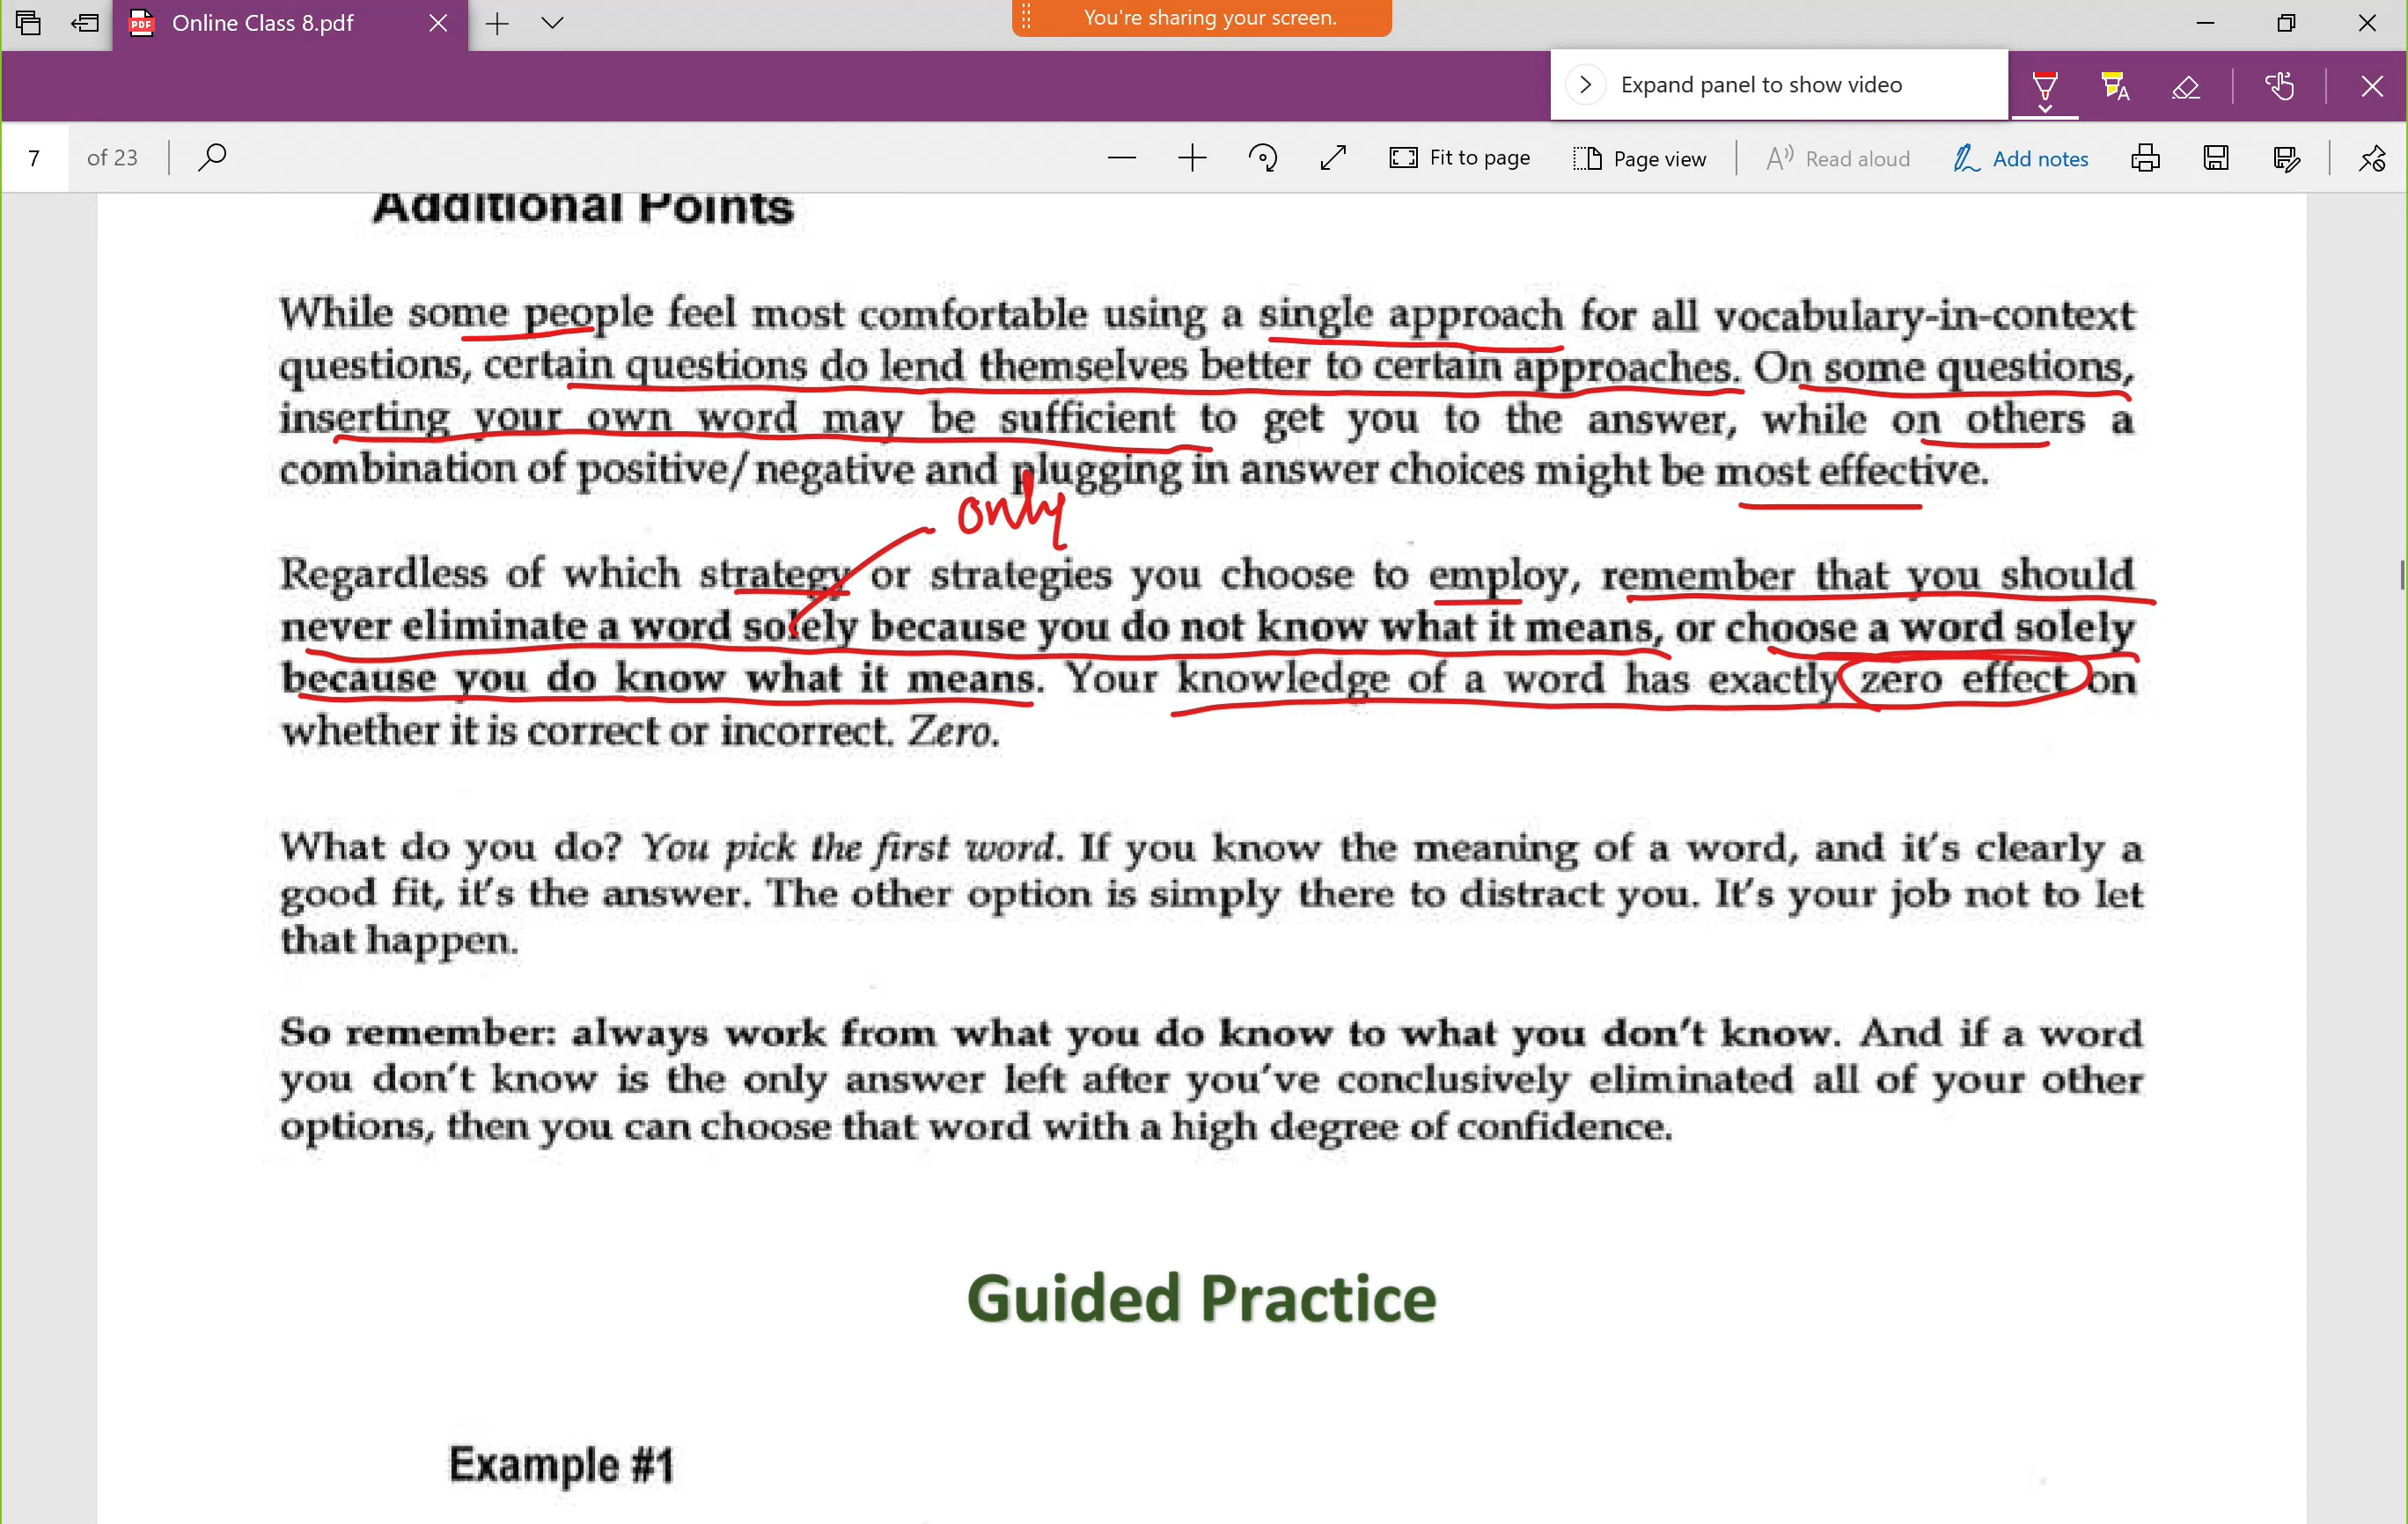 Online Class 8.pdf
You're sharing your screen.
Expand panel to show video
7 of 23
Fit to page
Page view
Read aloud
Add notes
Additional Points
While some people feel most comfortable using a single approach for all vocabulary-in-context
questions, certain questions do lend themselves better to certain approaches. On some questions,
inserting your own word may be sufficient to get you to the answer, while on others a
combination of positive/negative and plugging in answer choices might be most effective.
only
Regardless of which strategy or strategies you choose to employ, remember that you should
never eliminate a word solely because you do not know what it means, or choose a word solely
because you do know what it means. Your knowledge of a word has exactly zero effect on
whether it is correct or incorrect. Zero.
What do you do? You pick the first word. If you know the meaning of a word, and it's clearly a
good fit, it's the answer. The other option is simply there to distract you. It's your job not to let
that happen.
So remember: always work from what you do know to what you don't know. And if a word
you don't know is the only answer left after you've conclusively eliminated all of your other
options, then you can choose that word with a high degree of confidence.
Guided Practice
Example #1